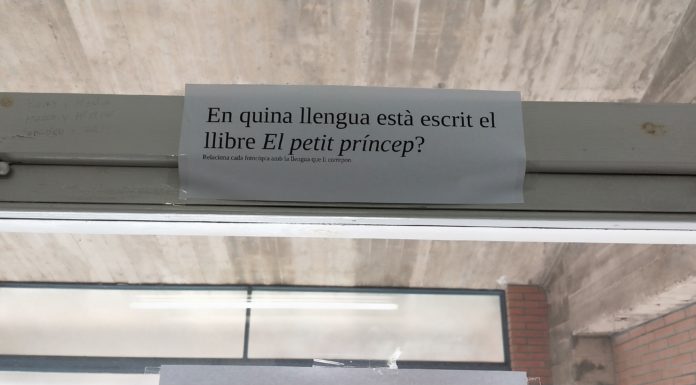 En quina llengua està escrit el
llibre El petit príncep?
Relaciona cada fotocòpia amb la llengua que li correspon.